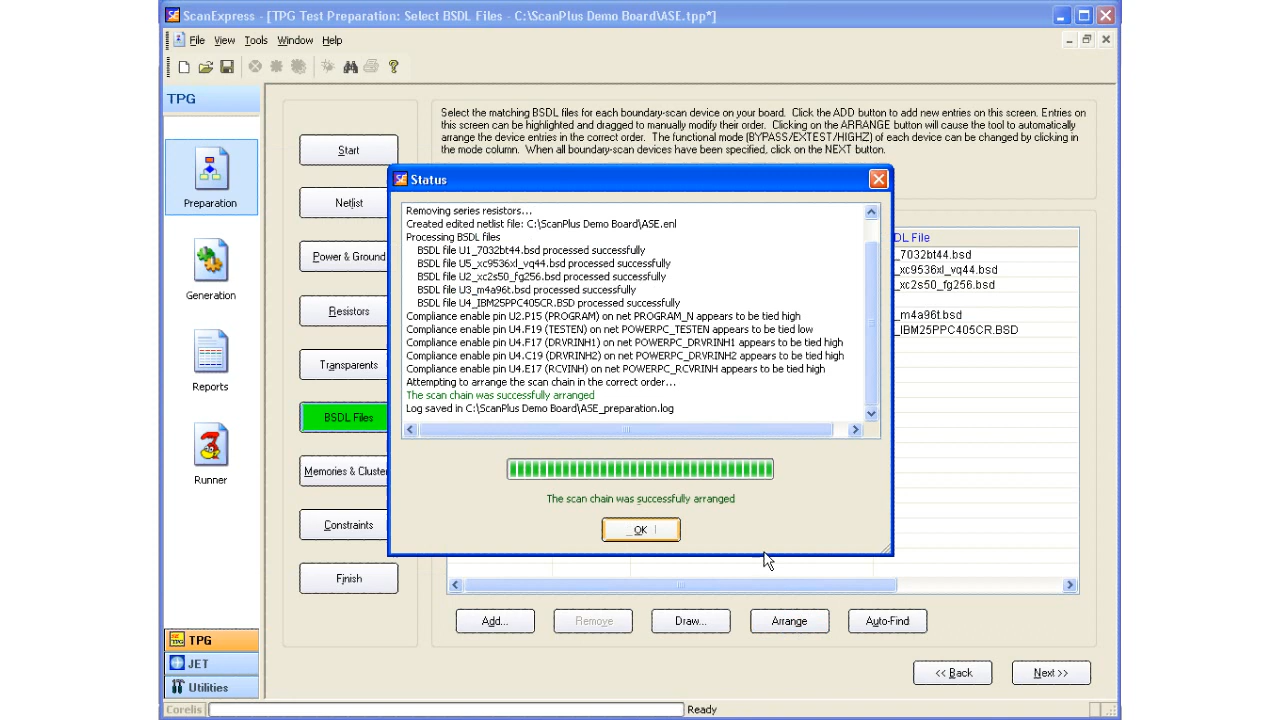 ScanExpress - [TPG Test Preparation: Select BSDL Files - C:\ScanPlus Demo Board\ASE.tpp*]
File View Tools Window Help
TPG
Preparation
Generation
Reports
Runner
TPG
JET
Utilities
Start
Netlist
Power & Ground
Resistors
Transparents
BSDL Files
Memories & Cluste
Constraints
Finish
Select the matching BSDL files for each boundary-scan device on your board. Click the ADD button to add new entries on this screen. Entries on
this screen can be highlighted and dragged to manually modify their order. Clicking on the ARRANGE button will cause the tool to automatically
arrange the device entries in the correct order. The functional mode (BYPASS/EXTEST/HIGHZ) of each device can be changed by clicking in
the mode column. When all boundary-scan devices have been specified, click on the NEXT button.
Status
Removing series resistors...
Created edited netlist file: C:\ScanPlus Demo Board\ASE.enl
Processing BSDL files
BSDL file U1_7032bt44.bsd processed successfully
BSDL file U5_xc9536xl_vq44.bsd processed successfully
BSDL file U2_xc2s50_fg256.bsd processed successfully
BSDL file U3_m4a96t.bsd processed successfully
BSDL file U4_IBM25PPC405CR.BSD processed successfully
Compliance enable pin U2.P15 (PROGRAM) on net PROGRAM_N appears to be tied high
Compliance enable pin U4.F19 (TESTEN) on net POWERPC_TESTEN appears to be tied low
Compliance enable pin U4.F17 (DRVRINH1) on net POWERPC_DRVRINH1 appears to be tied high
Compliance enable pin U4.C19 (DRVRINH2) on net POWERPC_DRVRINH2 appears to be tied high
Compliance enable pin U4.E17 (RCVINH) on net POWERPC_RCVRINH appears to be tied high
Attempting to arrange the scan chain in the correct order...
The scan chain was successfully arranged
Log saved in C:\ScanPlus Demo Board\ASE_preparation.log
The scan chain was successfully arranged
OK
DL File
_7032bt44.bsd
_xc9536xl_vq44.bsd
_xc2s50_fg256.bsd
_m4a96t.bsd
_IBM25PPC405CR.BSD
Add... Remove Draw... Arrange Auto-Find
<< Back Next >>
Corelis Ready